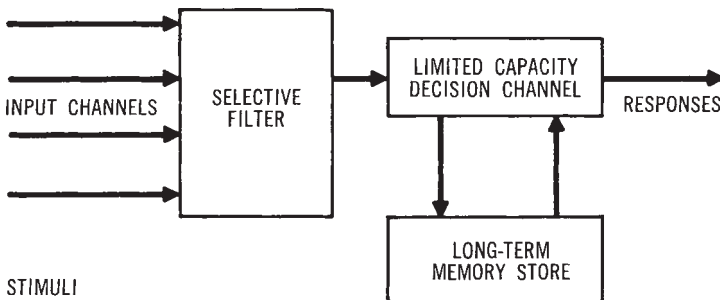 INPUT CHANNELS
SELECTIVE
FILTER
LIMITED CAPACITY
DECISION CHANNEL
RESPONSES
LONG-TERM
MEMORY STORE
STIMULI